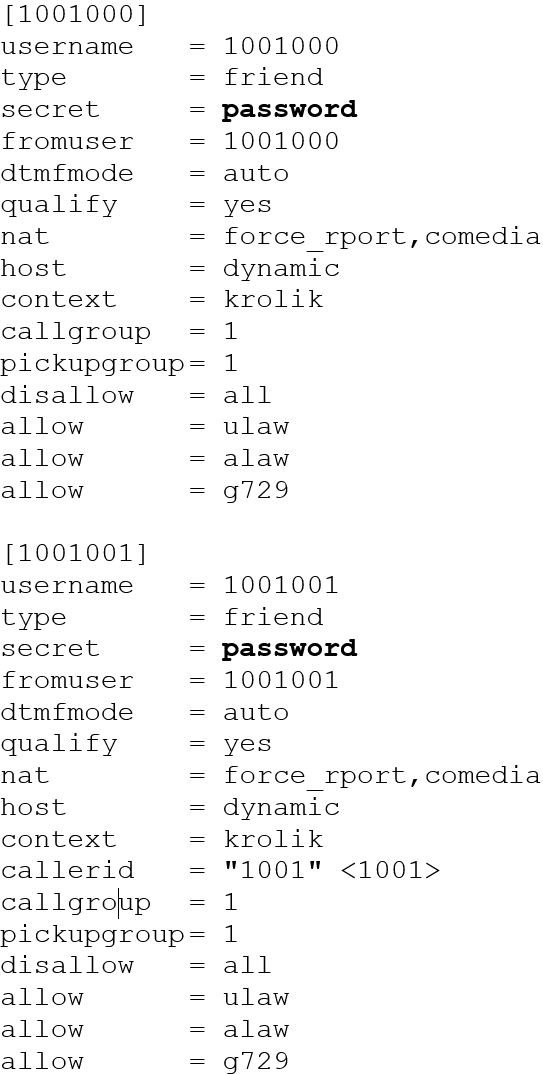 [1001000]
username   = 1001000
type       = friend
secret     = password
fromuser   = 1001000
dtmfmode   = auto
qualify    = yes
nat        = force_rport,comedia
host       = dynamic
context    = krolik
callgroup  = 1
pickupgroup= 1
disallow   = all
allow      = ulaw
allow      = alaw
allow      = g729

[1001001]
username   = 1001001
type       = friend
secret     = password
fromuser   = 1001001
dtmfmode   = auto
qualify    = yes
nat        = force_rport,comedia
host       = dynamic
context    = krolik
callerid   = "1001" <1001>
callgroup  = 1
pickupgroup= 1
disallow   = all
allow      = ulaw
allow      = alaw
allow      = g729